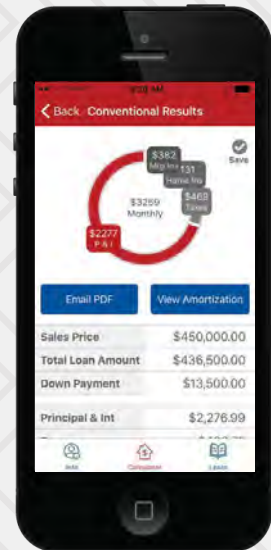 Back Conventional Results
$382
Mtg Ins
131
Home Ins
Save
$3259
Monthly
$469
Taxes
$2277
P & I
Email PDF
View Amortization
Sales Price $450,000.00
Total Loan Amount $436,500.00
Down Payment $13,500.00
Principal & Int $2,276.99
Calculator
Learn